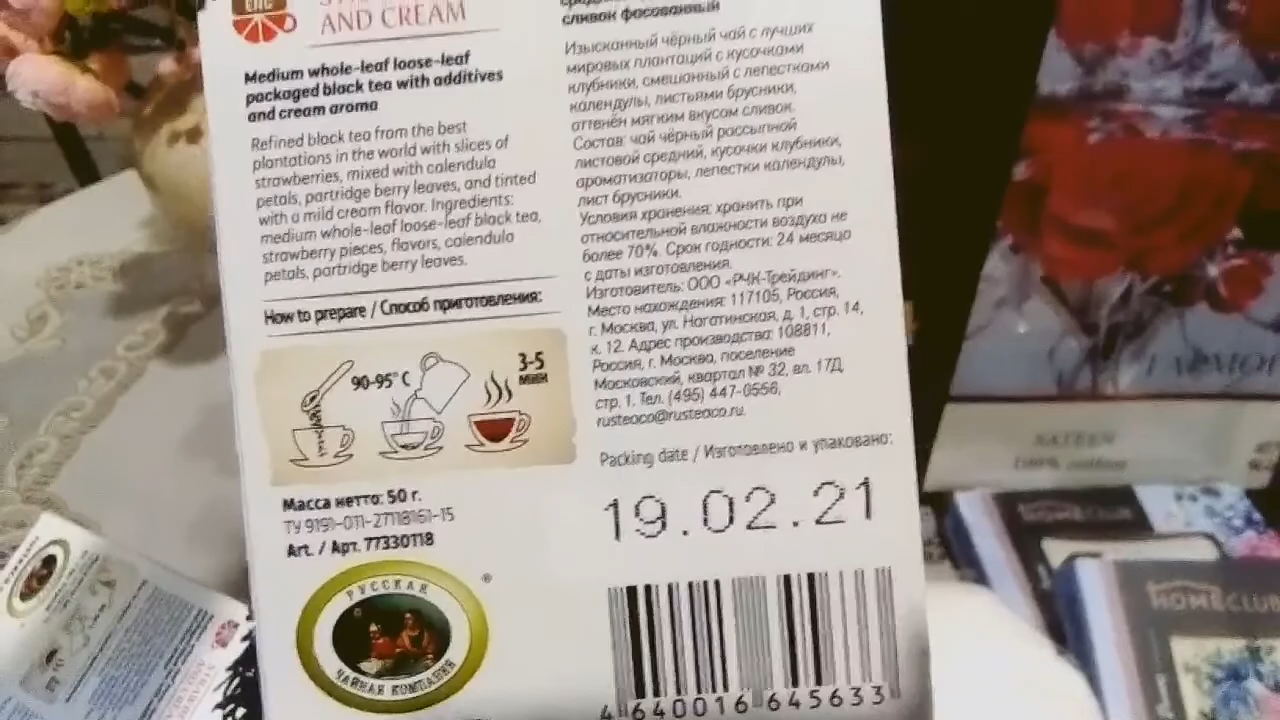 AND CREAM
Medium whole-leaf loose-leaf
packaged black tea with additives
and cream aroma
Refined black tea from the best
plantations in the world with slices of
strawberries, mixed with calendula
petals, partridge berry leaves, and tinted
with a mild cream flavor. Ingredients:
medium whole-leaf loose-leaf black tea,
strawberry pieces, flavors, calendula
petals, partridge berry leaves.
How to prepare / Способ приготовления:
90-95° C
3-5
мин
Масса нетто: 50 г.
ТУ 9191-011-27118161-15
Art. / Арт. 77330118
РУССКАЯ
ЧАЙНАЯ КОМПАНИЯ
®
сливок фасованный
Изысканный чёрный чай с лучших
мировых плантаций с кусочками
клубники, смешанный с лепестками
календулы, листьями брусники,
оттенён мягким вкусом сливок.
Состав: чай чёрный рассыпной
листовой средний, кусочки клубники,
ароматизаторы, лепестки календулы,
лист брусники.
Условия хранения: хранить при
относительной влажности воздуха не
более 70%. Срок годности: 24 месяца
с даты изготовления.
Изготовитель: ООО «РЧК-Трейдинг».
Место нахождения: 117105, Россия,
г. Москва, ул. Нагатинская, д. 1, стр. 14,
к. 12. Адрес производства: 108811,
Россия, г. Москва, поселение
Московский, квартал № 32, вл. 17Д,
стр. 1. Тел. (495) 447-0556,
rusteaco@rusteaco.ru.
Packing date / Изготовлено и упаковано:
19.02.21
4 640016 645633
SATEEN
100% cotton
HOMECLUB
HOMECLUB